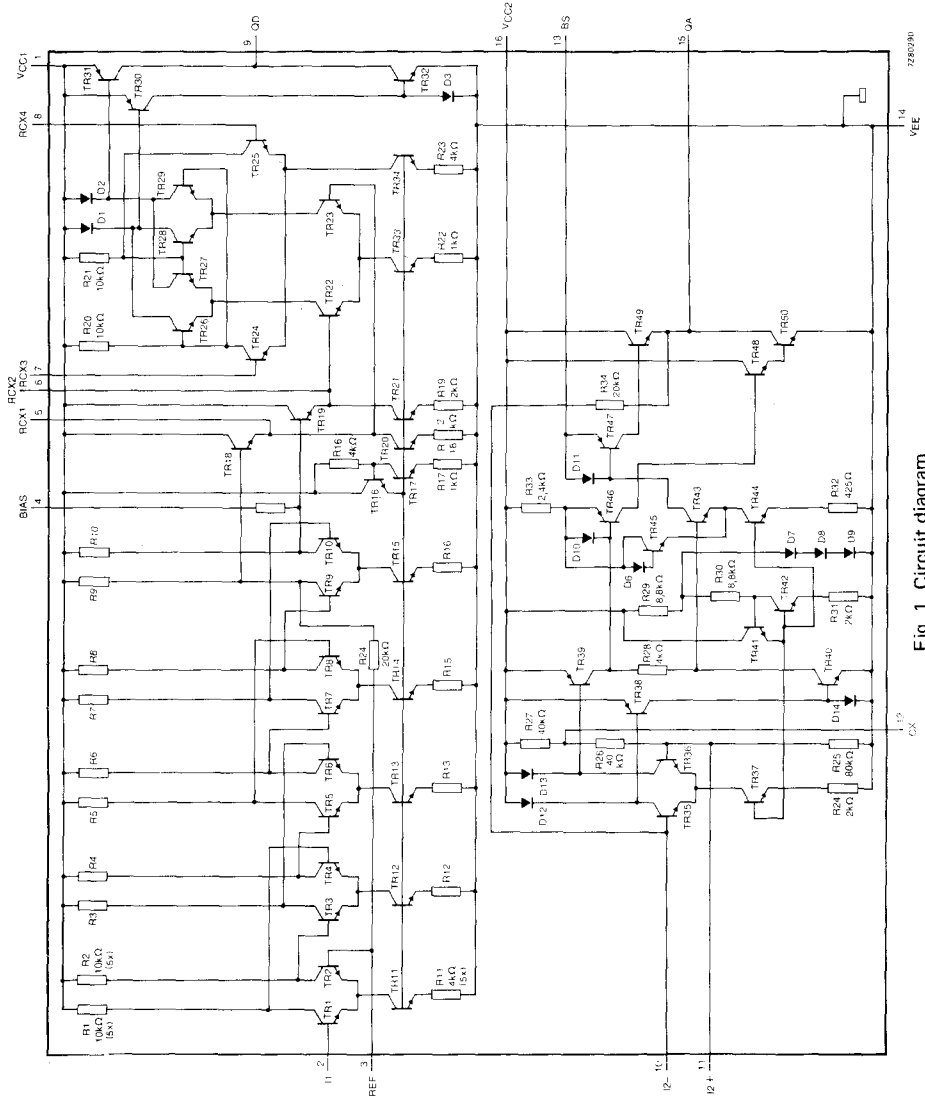 VCC1
1
RCX4
8
QD
9
RCX3
7
RCX2
6
RCX1
5
BIAS
4
VCC2
16
BS
13
QA
15
7Z80290
14
VEE
12
CX
I1
2
REF
3
I2-
10
I2+
11
R1
10kΩ
(5x)
R2
10kΩ
(5x)
R3
R4
R5
R6
R7
R8
R9
R10
R20
10kΩ
R21
10kΩ
D1
D2
TR31
TR30
TR32
D3
TR1
TR2
TR3
TR4
TR5
TR6
TR7
TR8
TR9
TR10
TR18
TR19
TR24
TR25
TR26
TR27
TR28
TR29
TR22
TR23
R24
20kΩ
R16
4kΩ
TR11
TR12
TR13
TR14
TR15
TR16
TR17
TR20
TR21
TR33
TR34
R11
4kΩ
(5x)
R12
R13
R15
R16
R17
1kΩ
R19
2kΩ
R22
1kΩ
R23
4kΩ
D12
D13
R27
40kΩ
R26
40
kΩ
TR35
TR36
TR37
R24
2kΩ
R25
80kΩ
TR38
TR39
R28
4kΩ
TR40
D14
TR41
TR42
R29
8,8kΩ
R30
8,8kΩ
R31
2kΩ
D6
D7
D8
D9
D10
D11
R33
2,4kΩ
TR45
TR46
TR47
TR43
TR44
R32
425Ω
R34
20kΩ
TR48
TR49
TR50
Fig. 1 Circuit diagram